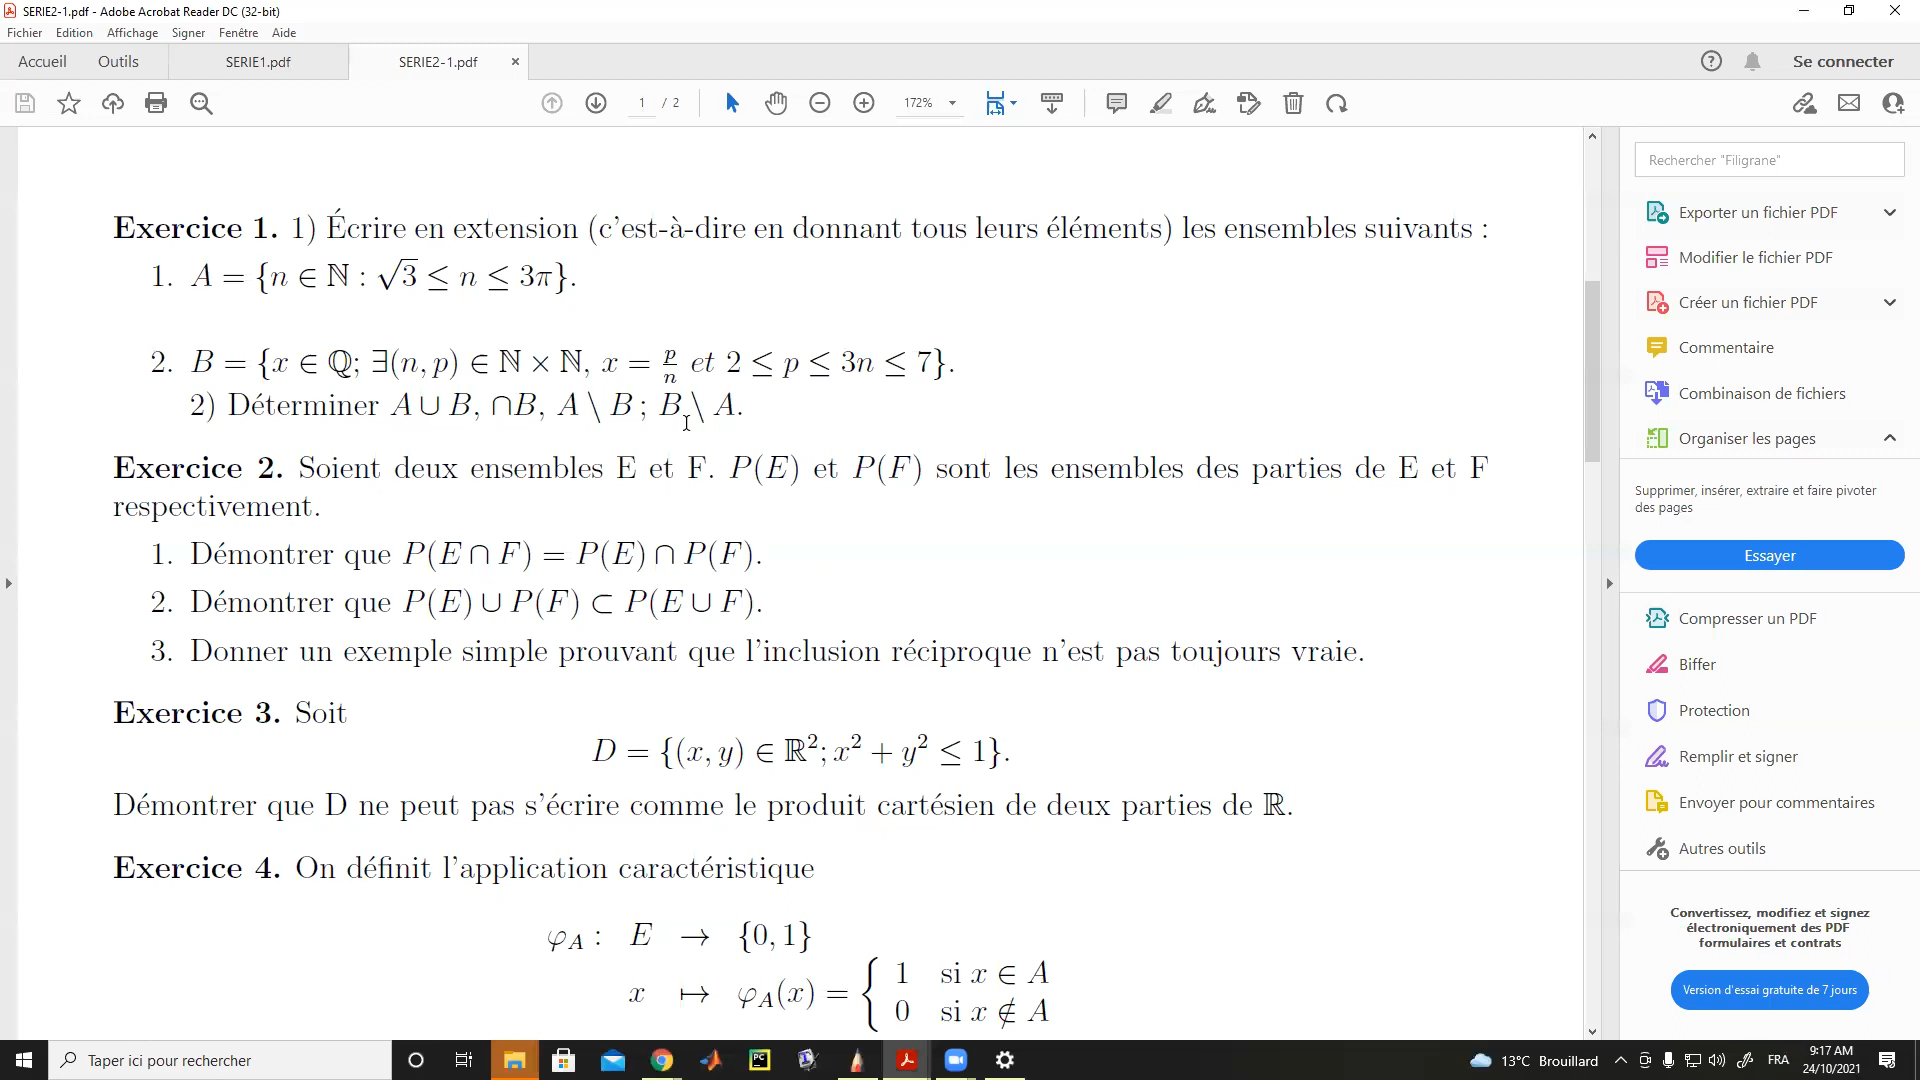 SERIE2-1.pdf - Adobe Acrobat Reader DC (32-bit)
Fichier Edition Affichage Signer Fenêtre Aide
Accueil Outils SERIE1.pdf SERIE2-1.pdf × Se connecter
1 / 2 172%
Exercice 1. 1) Écrire en extension (c'est-à-dire en donnant tous leurs éléments) les ensembles suivants :
1. A = {n ∈ ℕ : √3 ≤ n ≤ 3π}.
2. B = {x ∈ ℚ; ∃(n, p) ∈ ℕ × ℕ, x = p/n et 2 ≤ p ≤ 3n ≤ 7}.
2) Déterminer A ∪ B, ∩B, A \ B ; B \ A.
Exercice 2. Soient deux ensembles E et F. P(E) et P(F) sont les ensembles des parties de E et F
respectivement.
1. Démontrer que P(E ∩ F) = P(E) ∩ P(F).
2. Démontrer que P(E) ∪ P(F) ⊂ P(E ∪ F).
3. Donner un exemple simple prouvant que l'inclusion réciproque n'est pas toujours vraie.
Exercice 3. Soit
D = {(x, y) ∈ ℝ²; x² + y² ≤ 1}.
Démontrer que D ne peut pas s'écrire comme le produit cartésien de deux parties de ℝ.
Exercice 4. On définit l'application caractéristique
φ_A : E → {0, 1}
x ↦ φ_A(x) = { 1 si x ∈ A
0 si x ∉ A
Rechercher "Filigrane"
Exporter un fichier PDF
Modifier le fichier PDF
Créer un fichier PDF
Commentaire
Combinaison de fichiers
Organiser les pages
Supprimer, insérer, extraire et faire pivoter
des pages
Essayer
Compresser un PDF
Biffer
Protection
Remplir et signer
Envoyer pour commentaires
Autres outils
Convertissez, modifiez et signez
électroniquement des PDF
formulaires et contrats
Version d'essai gratuite de 7 jours
Taper ici pour rechercher
PC
13°C Brouillard
FRA
9:17 AM
24/10/2021